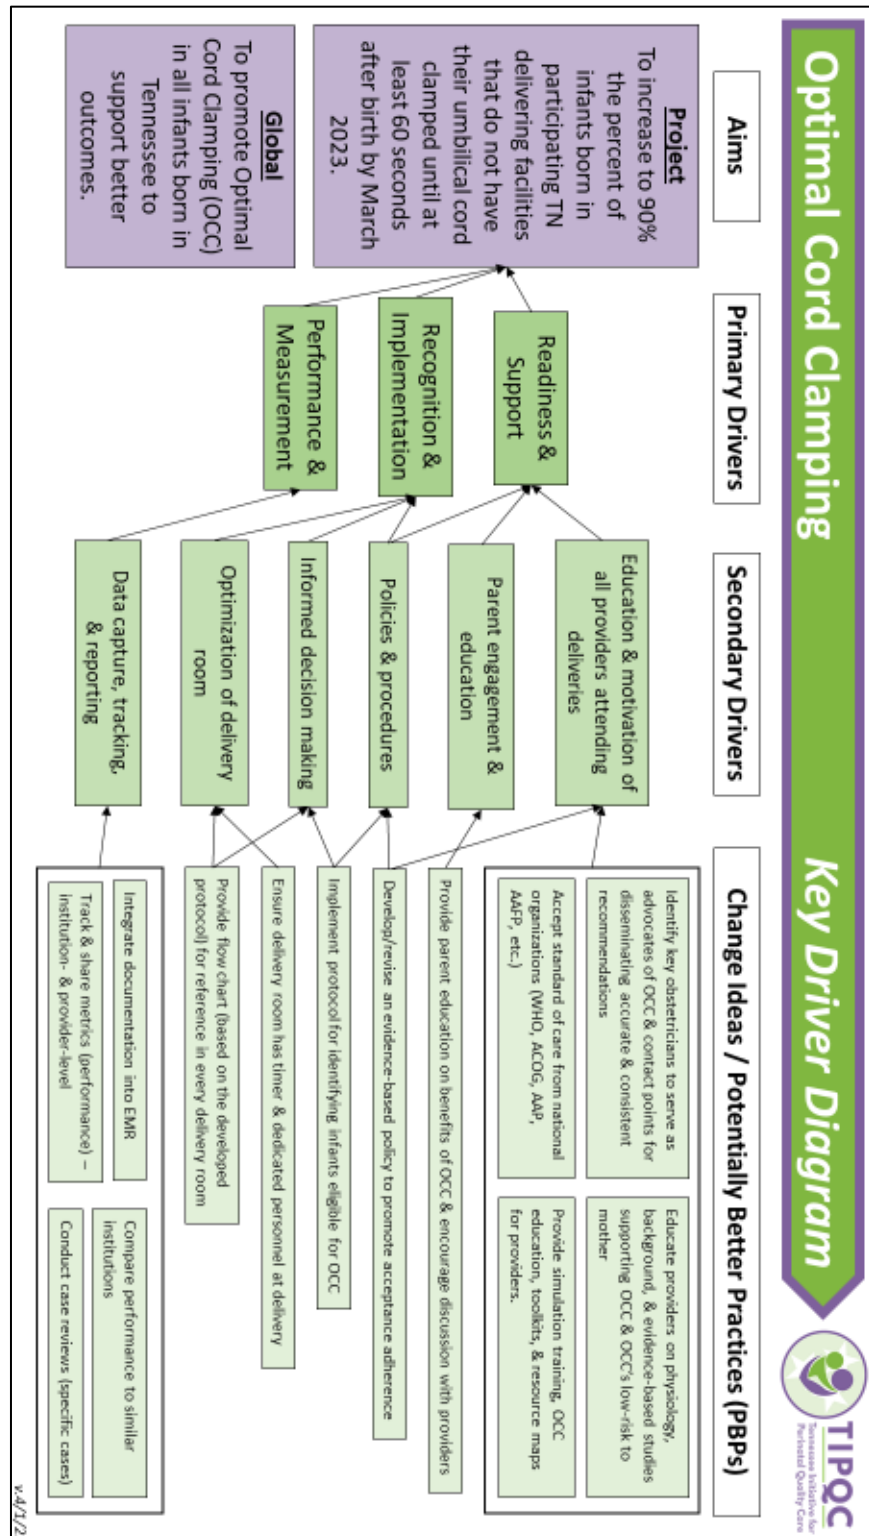 Optimal Cord Clamping
Key Driver Diagram
TIPQC
Tennessee Initiative for
Perinatal Quality Care
Aims
Primary Drivers
Secondary Drivers
Change Ideas / Potentially Better Practices (PBPs)
Project
To increase to 90%
the percent of
infants born in
participating TN
delivering facilities
that do not have
their umbilical cord
clamped until at
least 60 seconds
after birth by March
2023.
Global
To promote Optimal
Cord Clamping (OCC)
in all infants born in
Tennessee to
support better
outcomes.
Readiness &
Support
Recognition &
Implementation
Performance &
Measurement
Education & motivation of
all providers attending
deliveries
Parent engagement &
education
Policies & procedures
Informed decision making
Optimization of delivery
room
Data capture, tracking,
& reporting
Identify key obstetricians to serve as
advocates of OCC & contact points for
disseminating accurate & consistent
recommendations
Educate providers on physiology,
background, & evidence-based studies
supporting OCC & OCC's low-risk to
mother
Accept standard of care from national
organizations (WHO, ACOG, AAP,
AAFP, etc.)
Provide simulation training, OCC
education, toolkits, & resource maps
for providers.
Provide parent education on benefits of OCC & encourage discussion with providers
Develop/revise an evidence-based policy to promote acceptance adherence
Implement protocol for identifying infants eligible for OCC
Ensure delivery room has timer & dedicated personnel at delivery
Provide flow chart (based on the developed
protocol) for reference in every delivery room
Integrate documentation into EMR
Compare performance to similar
institutions
Track & share metrics (performance) –
institution- & provider-level
Conduct case reviews (specific cases)
v.4/1/2